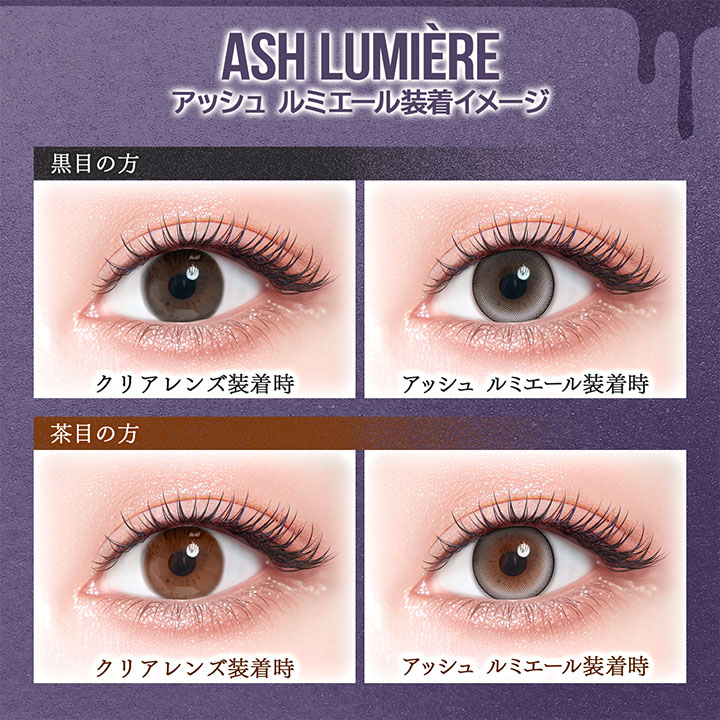 ASH LUMIÈRE
アッシュ ルミエール装着イメージ
黒目の方
クリアレンズ装着時
アッシュ ルミエール装着時
茶目の方
クリアレンズ装着時
アッシュ ルミエール装着時